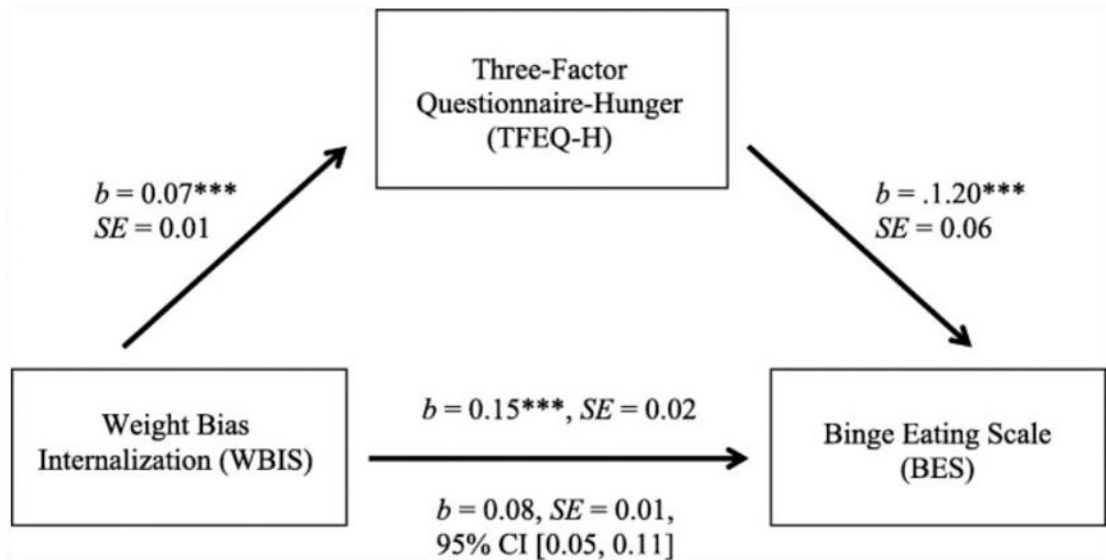 Three-Factor
Questionnaire-Hunger
(TFEQ-H)
b = 0.07***
SE = 0.01
b = .1.20***
SE = 0.06
Weight Bias
Internalization (WBIS)
b = 0.15***, SE = 0.02
b = 0.08, SE = 0.01,
95% CI [0.05, 0.11]
Binge Eating Scale
(BES)